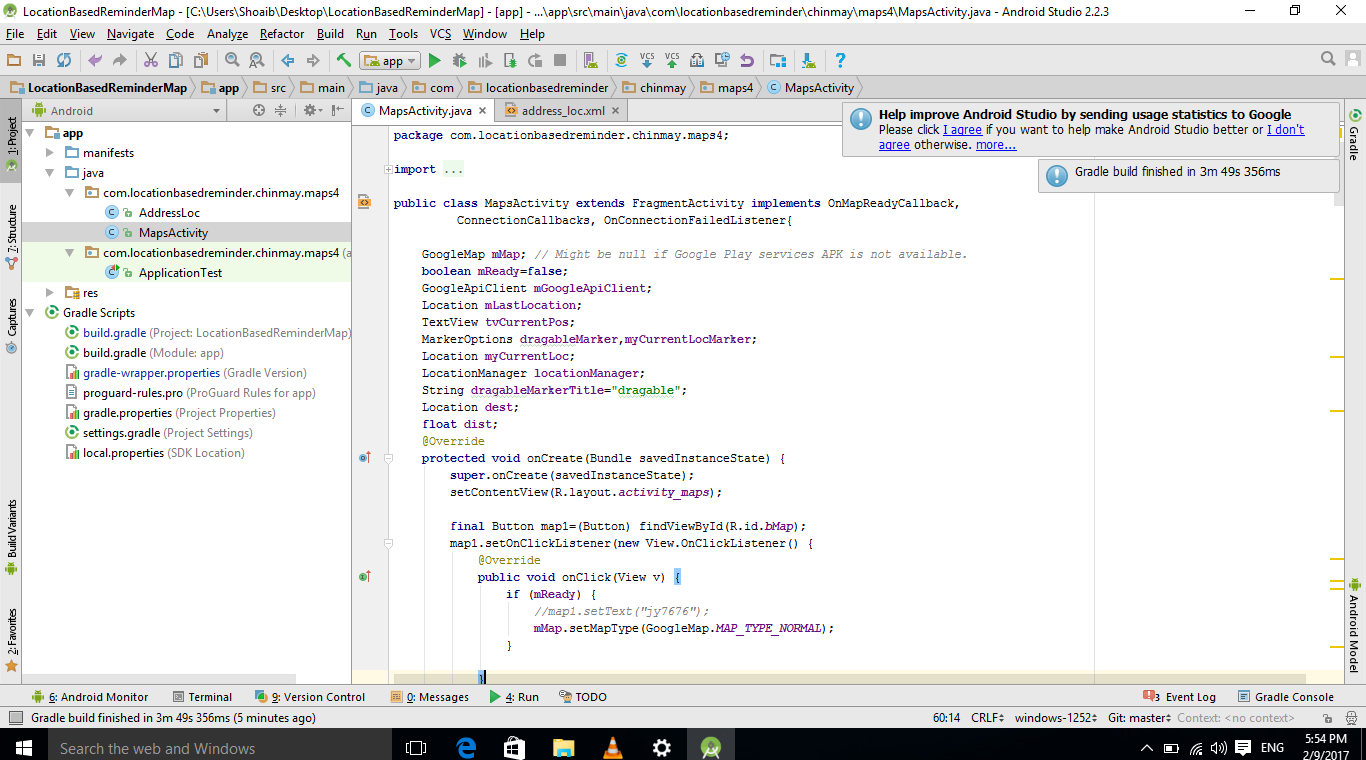 LocationBasedReminderMap - [C:\Users\Shoaib\Desktop\LocationBasedReminderMap] - [app] - ...\app\src\main\java\com\locationbasedreminder\chinmay\maps4\MapsActivity.java - Android Studio 2.2.3
File Edit View Navigate Code Analyze Refactor Build Run Tools VCS Window Help
app
VCS VCS
LocationBasedReminderMap app src main java com locationbasedreminder chinmay maps4 MapsActivity
Android
MapsActivity.java address_loc.xml
Help improve Android Studio by sending usage statistics to Google
Please click I agree if you want to help make Android Studio better or I don't
agree otherwise. more...
Gradle build finished in 3m 49s 356ms
1: Project
7: Structure
Captures
Build Variants
2: Favorites
app
manifests
java
com.locationbasedreminder.chinmay.maps4
AddressLoc
MapsActivity
com.locationbasedreminder.chinmay.maps4 (a
ApplicationTest
res
Gradle Scripts
build.gradle (Project: LocationBasedReminderMap)
build.gradle (Module: app)
gradle-wrapper.properties (Gradle Version)
proguard-rules.pro (ProGuard Rules for app)
gradle.properties (Project Properties)
settings.gradle (Project Settings)
local.properties (SDK Location)
package com.locationbasedreminder.chinmay.maps4;
import ...
public class MapsActivity extends FragmentActivity implements OnMapReadyCallback,
ConnectionCallbacks, OnConnectionFailedListener{
GoogleMap mMap; // Might be null if Google Play services APK is not available.
boolean mReady=false;
GoogleApiClient mGoogleApiClient;
Location mLastLocation;
TextView tvCurrentPos;
MarkerOptions dragableMarker,myCurrentLocMarker;
Location myCurrentLoc;
LocationManager locationManager;
String dragableMarkerTitle="dragable";
Location dest;
float dist;
@Override
protected void onCreate(Bundle savedInstanceState) {
super.onCreate(savedInstanceState);
setContentView(R.layout.activity_maps);
final Button map1=(Button) findViewById(R.id.bMap);
map1.setOnClickListener(new View.OnClickListener() {
@Override
public void onClick(View v) {
if (mReady) {
//map1.setText("jy7676");
mMap.setMapType(GoogleMap.MAP_TYPE_NORMAL);
}
}
Gradle
Android Model
6: Android Monitor Terminal 9: Version Control 0: Messages 4: Run TODO 3 Event Log Gradle Console
Gradle build finished in 3m 49s 356ms (5 minutes ago) 60:14 CRLF windows-1252 Git: master Context: <no context>
Search the web and Windows
ENG
5:54 PM
2/9/2017